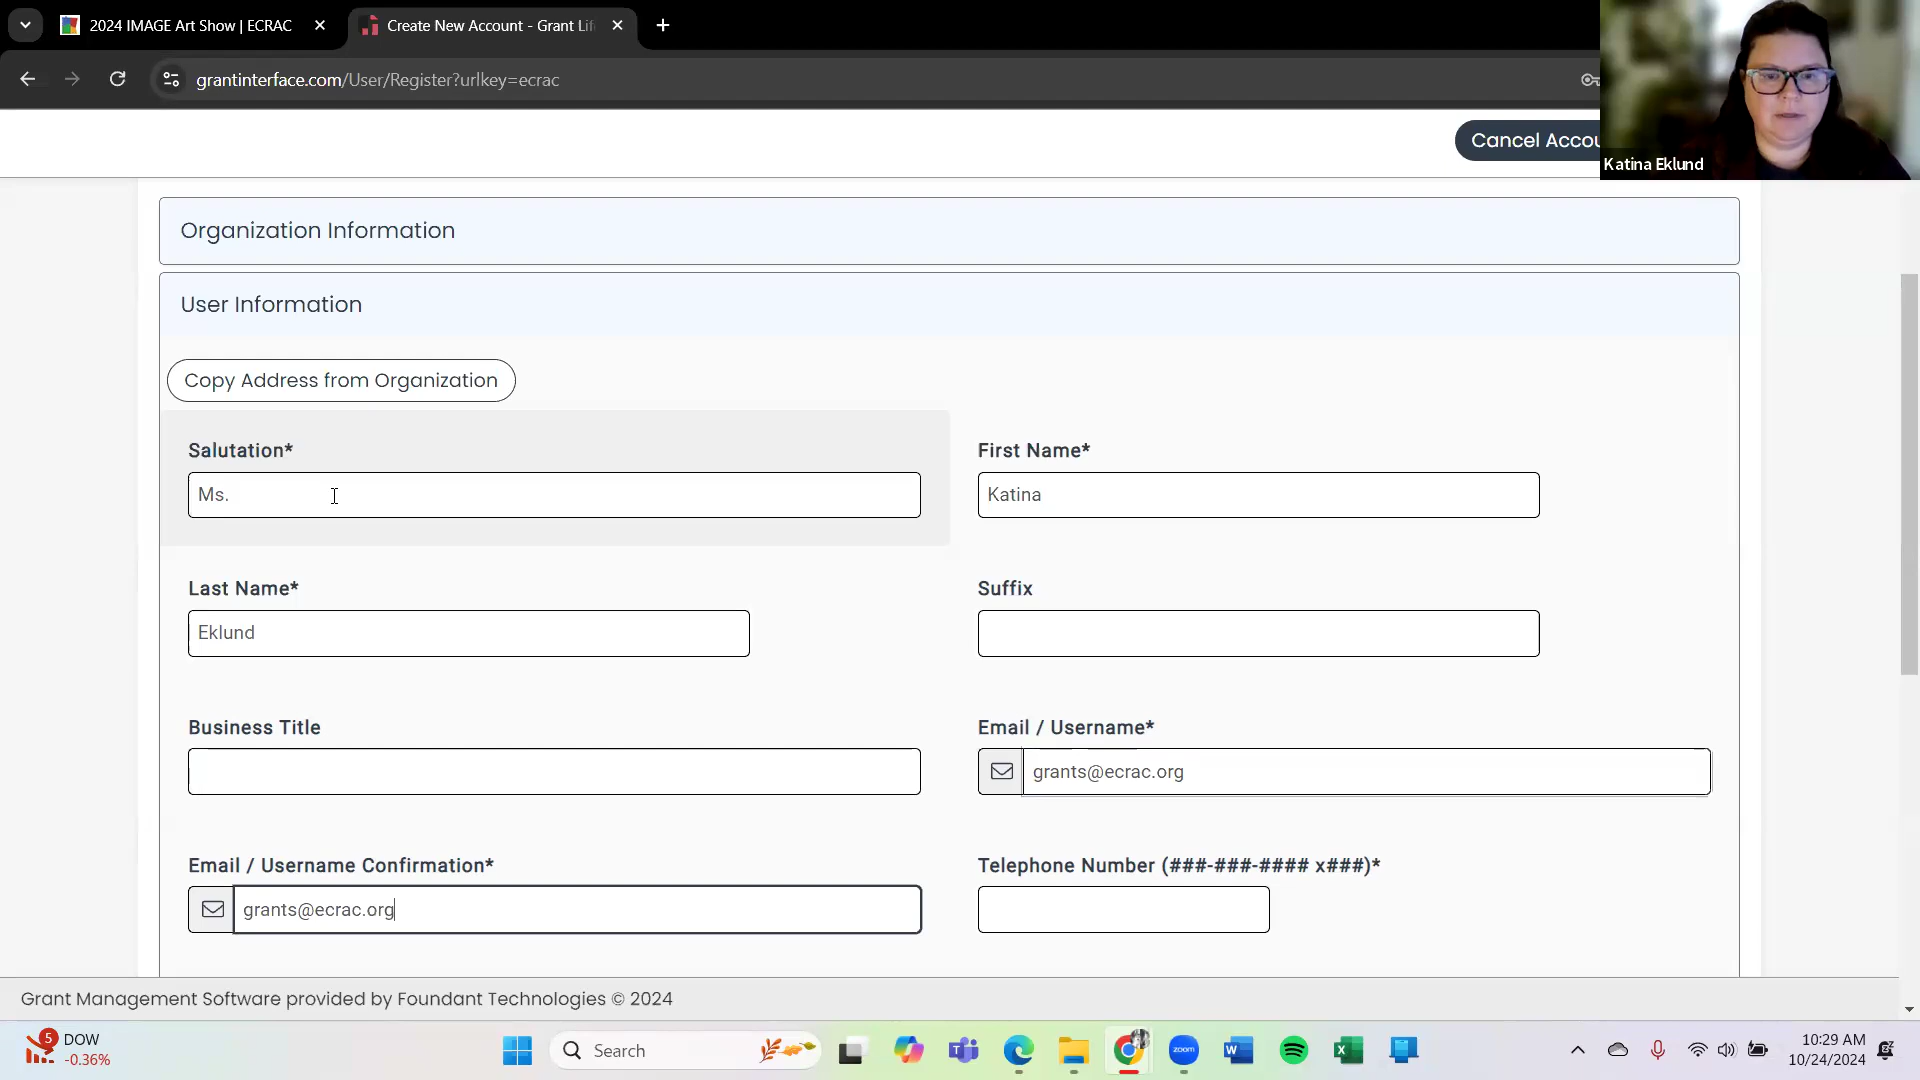 2024 IMAGE Art Show | ECRAC
Create New Account - Grant Lif
grantinterface.com/User/Register?urlkey=ecrac
Cancel Accou
Katina Eklund
Organization Information
User Information
Copy Address from Organization
Salutation*
First Name*
Ms.
Katina
Last Name*
Suffix
Eklund
Business Title
Email / Username*
grants@ecrac.org
Email / Username Confirmation*
Telephone Number (###-###-#### x###)*
grants@ecrac.org
Grant Management Software provided by Foundant Technologies © 2024
5
DOW
-0.36%
Search
zoom
10:29 AM
10/24/2024